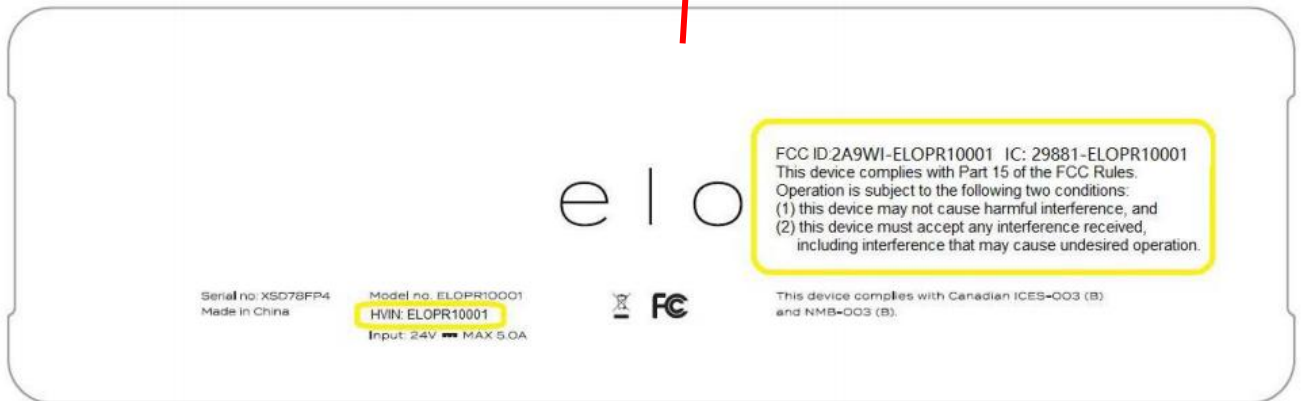 elo
FCC ID:2A9WI-ELOPR10001 IC: 29881-ELOPR10001
This device complies with Part 15 of the FCC Rules.
Operation is subject to the following two conditions:
(1) this device may not cause harmful interference, and
(2) this device must accept any interference received,
including interference that may cause undesired operation.
Serial no: XSD78FP4
Made in China
Model no. ELOPR10001
HVIN: ELOPR10001
Input: 24V MAX 5.0A
FC
This device complies with Canadian ICES-003 (B)
and NMB-003 (B).